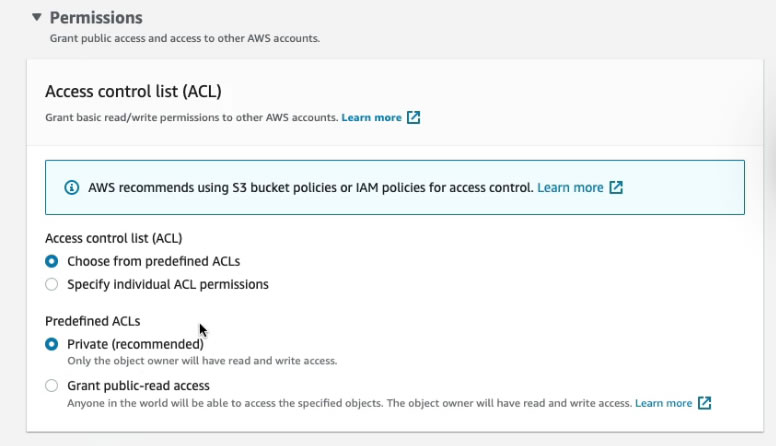 Permissions
Grant public access and access to other AWS accounts.
Access control list (ACL)
Grant basic read/write permissions to other AWS accounts. Learn more
AWS recommends using S3 bucket policies or IAM policies for access control. Learn more
Access control list (ACL)
Choose from predefined ACLs
Specify individual ACL permissions
Predefined ACLs
Private (recommended)
Only the object owner will have read and write access.
Grant public-read access
Anyone in the world will be able to access the specified objects. The object owner will have read and write access. Learn more